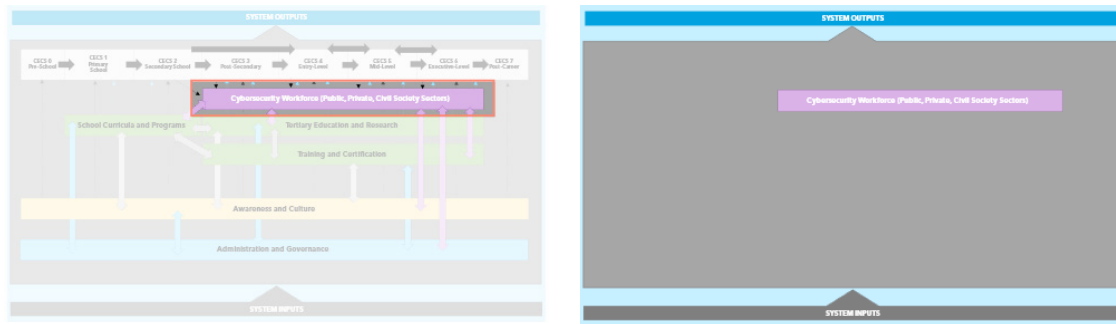 SYSTEM OUTPUTS
CECS 0
Pre-School
CECS 1
Primary
School
CECS 2
Secondary School
CECS 3
Post-Secondary
CECS 4
Entry-Level
CECS 5
Mid-Level
CECS 6
Executive-Level
CECS 7
Post-Career
Cybersecurity Workforce (Public, Private, Civil Society Sectors)
School Curricula and Programs
Tertiary Education and Research
Training and Certification
Awareness and Culture
Administration and Governance
SYSTEM INPUTS
SYSTEM OUTPUTS
Cybersecurity Workforce (Public, Private, Civil Society Sectors)
SYSTEM INPUTS